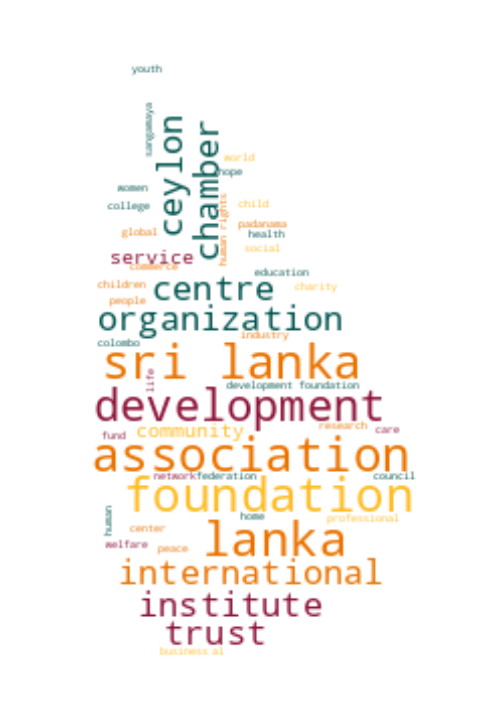 youth
sangamaya
ceylon
chamber
world
hope
women
college
child
human rights
padanama
global
health
social
service
commerce
education
children
centre
charity
people
organization
industry
colombo
sri lanka
life
development foundation
development
research
care
fund
community
association
network
federation
council
foundation
human
home
professional
center
lanka
welfare
peace
international
institute
trust
business al